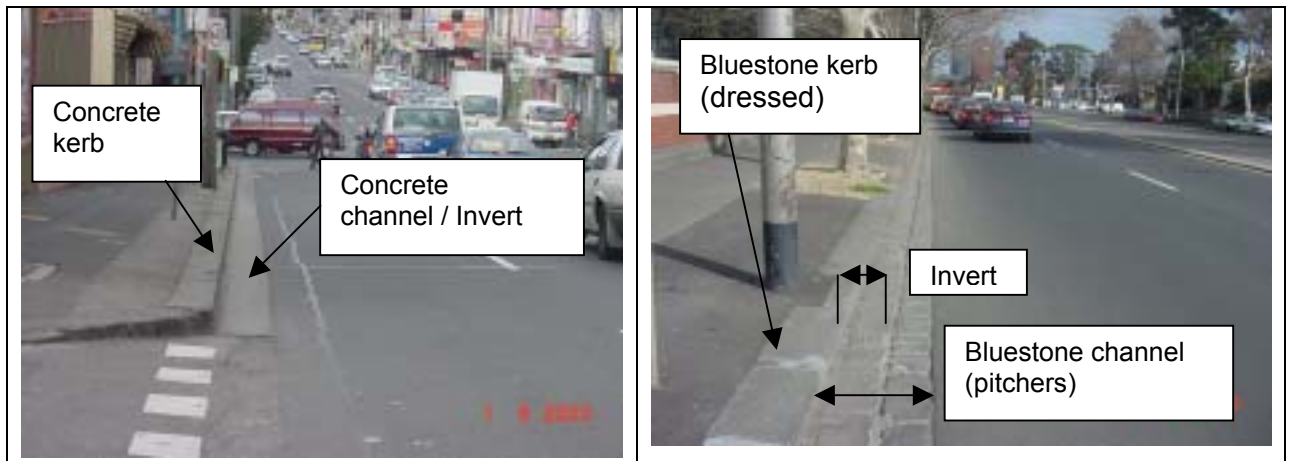 Concrete
kerb
Concrete
channel / Invert
Bluestone kerb
(dressed)
Invert
Bluestone channel
(pitchers)